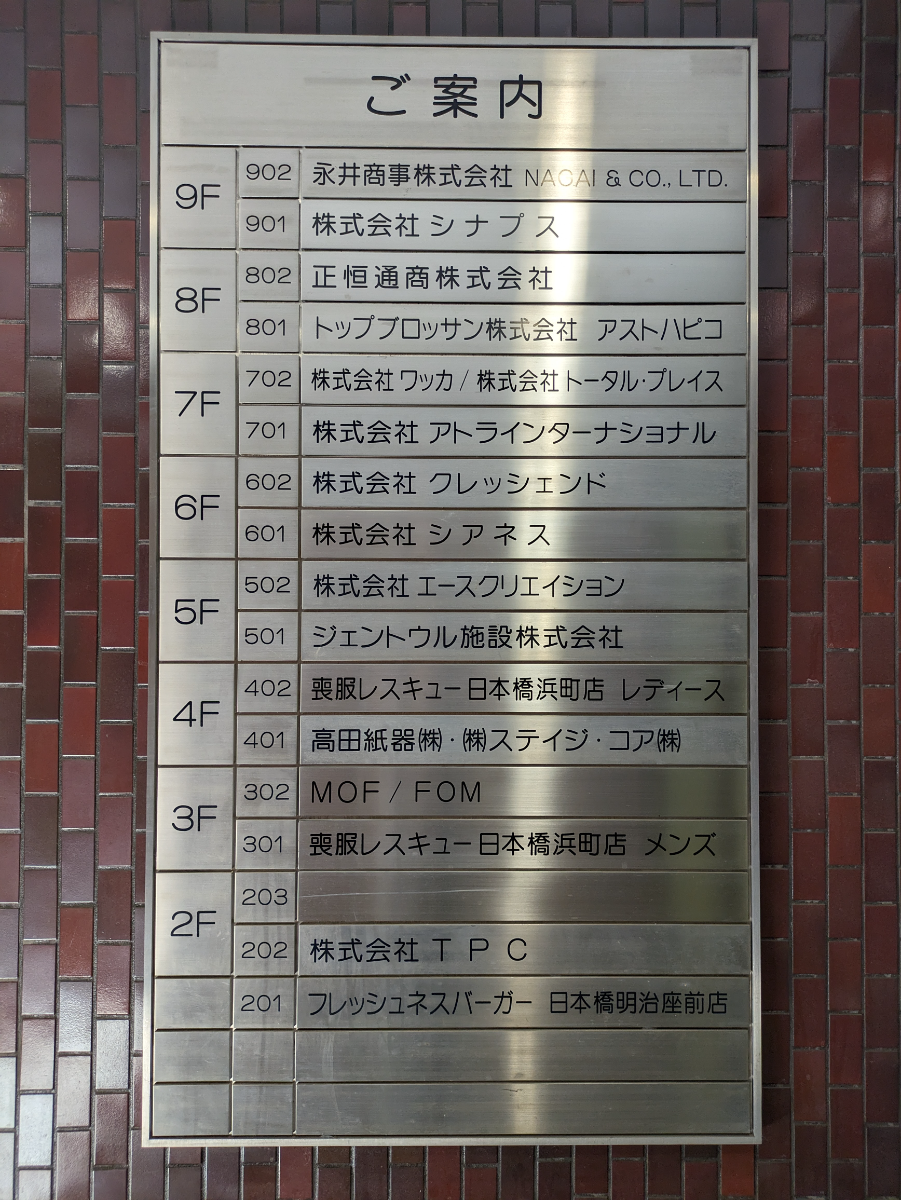 ご案内
9F 902 永井商事株式会社 NAGAI & CO., LTD.
901 株式会社 シナプス
8F 802 正恒通商株式会社
801 トップブロッサン株式会社 アストハピコ
7F 702 株式会社 ワッカ / 株式会社 トータル・プレイス
701 株式会社 アトラインターナショナル
6F 602 株式会社 クレッシェンド
601 株式会社 シアネス
5F 502 株式会社 エースクリエイション
501 ジェントウル施設株式会社
4F 402 喪服レスキュー日本橋浜町店 レディース
401 高田紙器㈱・㈱ステイジ・コア㈱
3F 302 MOF / FOM
301 喪服レスキュー日本橋浜町店 メンズ
2F 203
202 株式会社 TPC
201 フレッシュネスバーガー 日本橋明治座前店